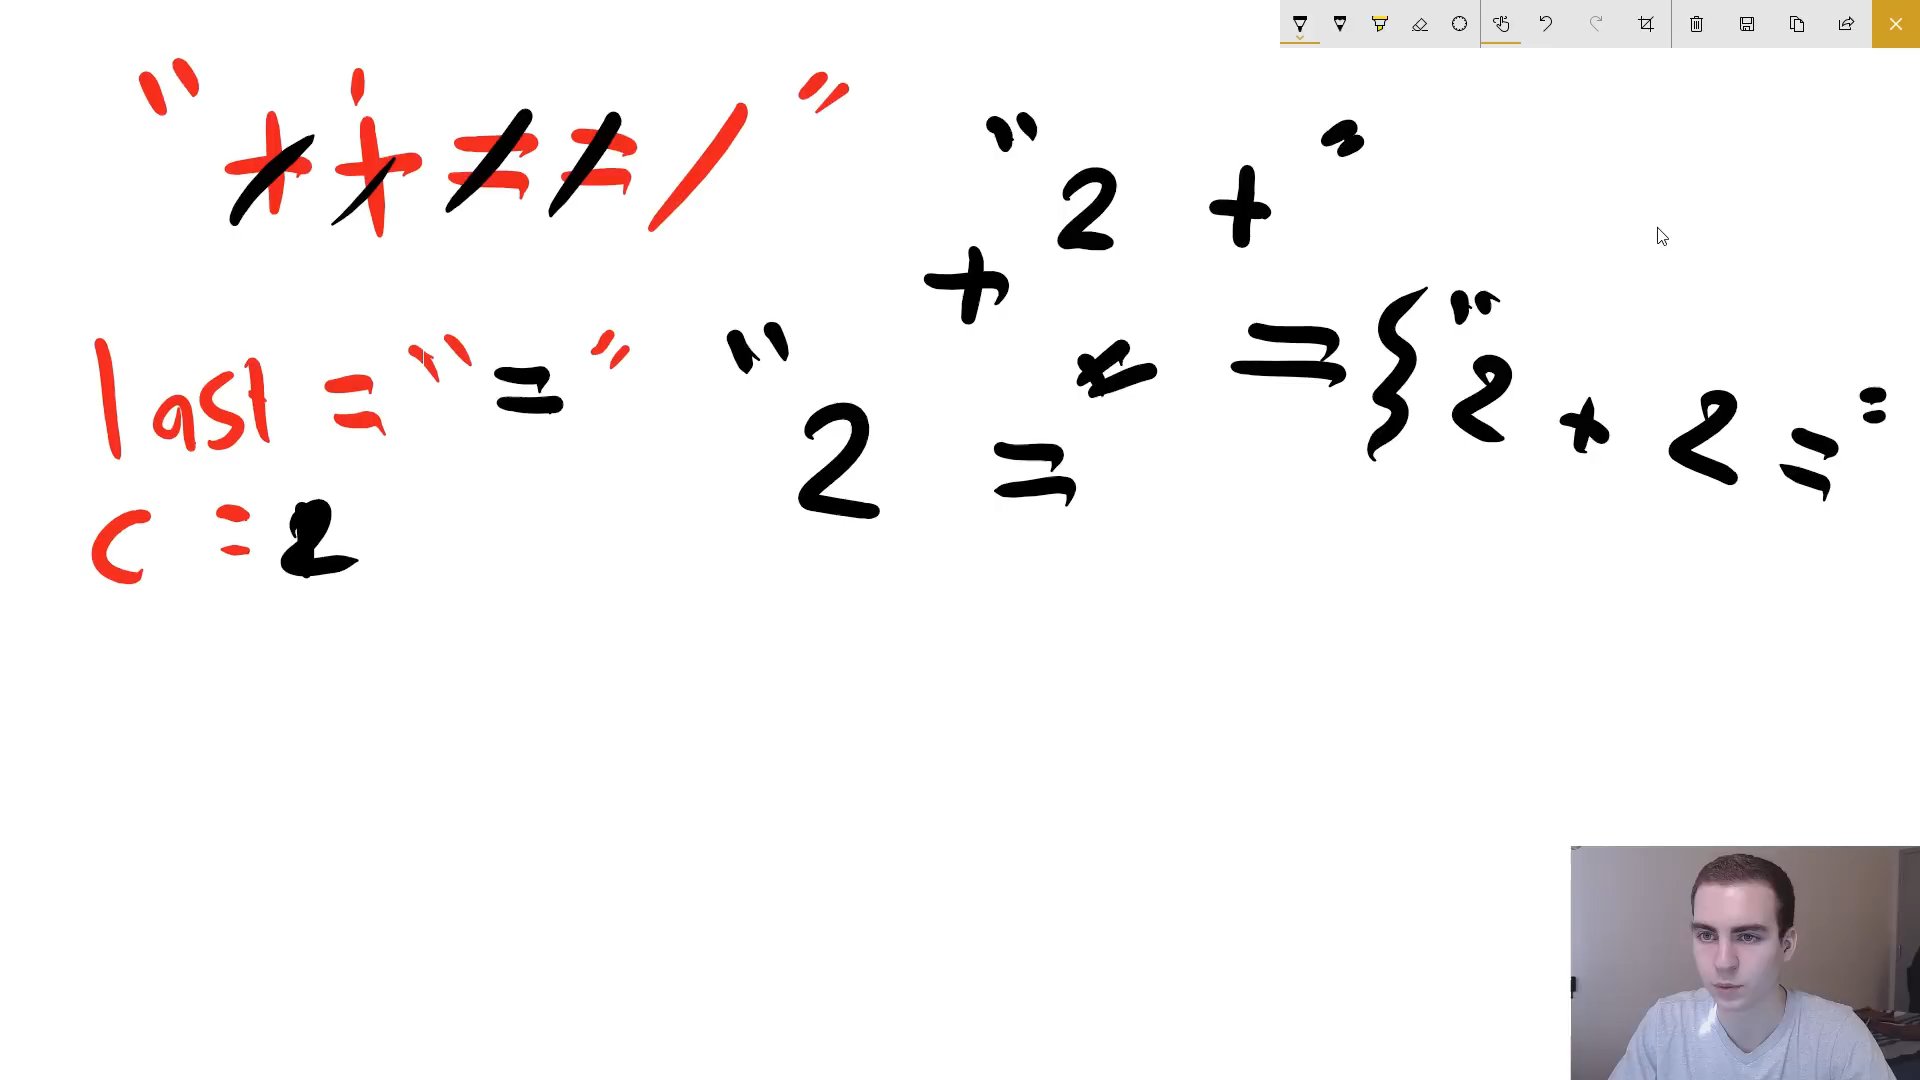 "++==/"
"2 +"
+
last = "="
"2 =" = {"2+2="
c = 2